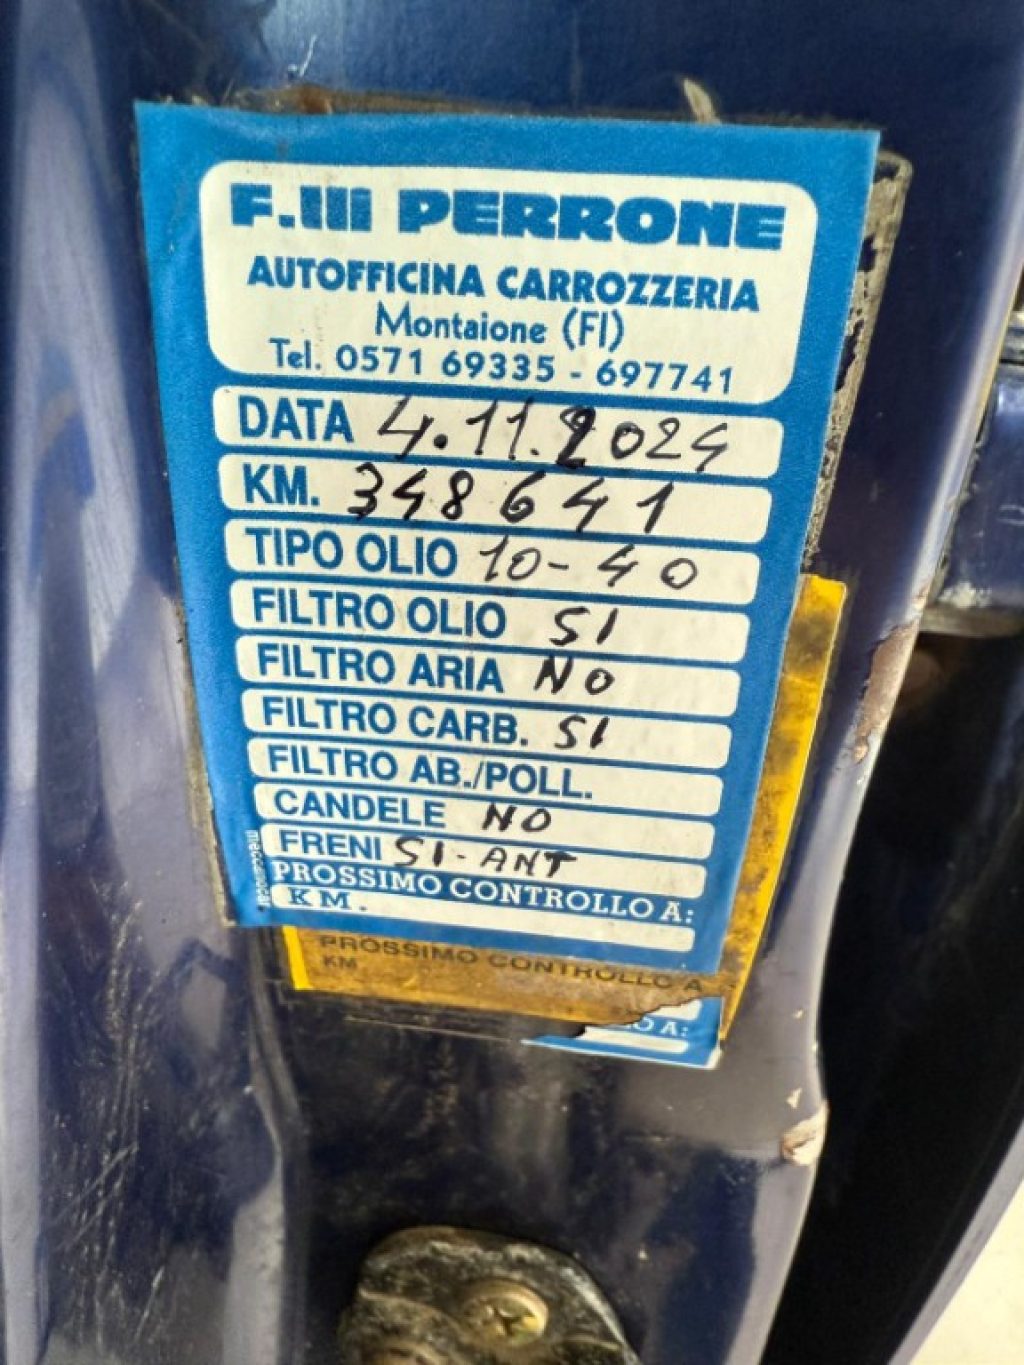 F.lli PERRONE
AUTOFFICINA CARROZZERIA
Montaione (FI)
Tel. 0571 69335 - 697741
DATA 4.11.2024
KM. 348641
TIPO OLIO 10-40
FILTRO OLIO SI
FILTRO ARIA NO
FILTRO CARB. SI
FILTRO AB./POLL.
CANDELE NO
FRENI SI-ANT
PROSSIMO CONTROLLO A:
KM.
PROSSIMO CONTROLLO A
KM
LO A: